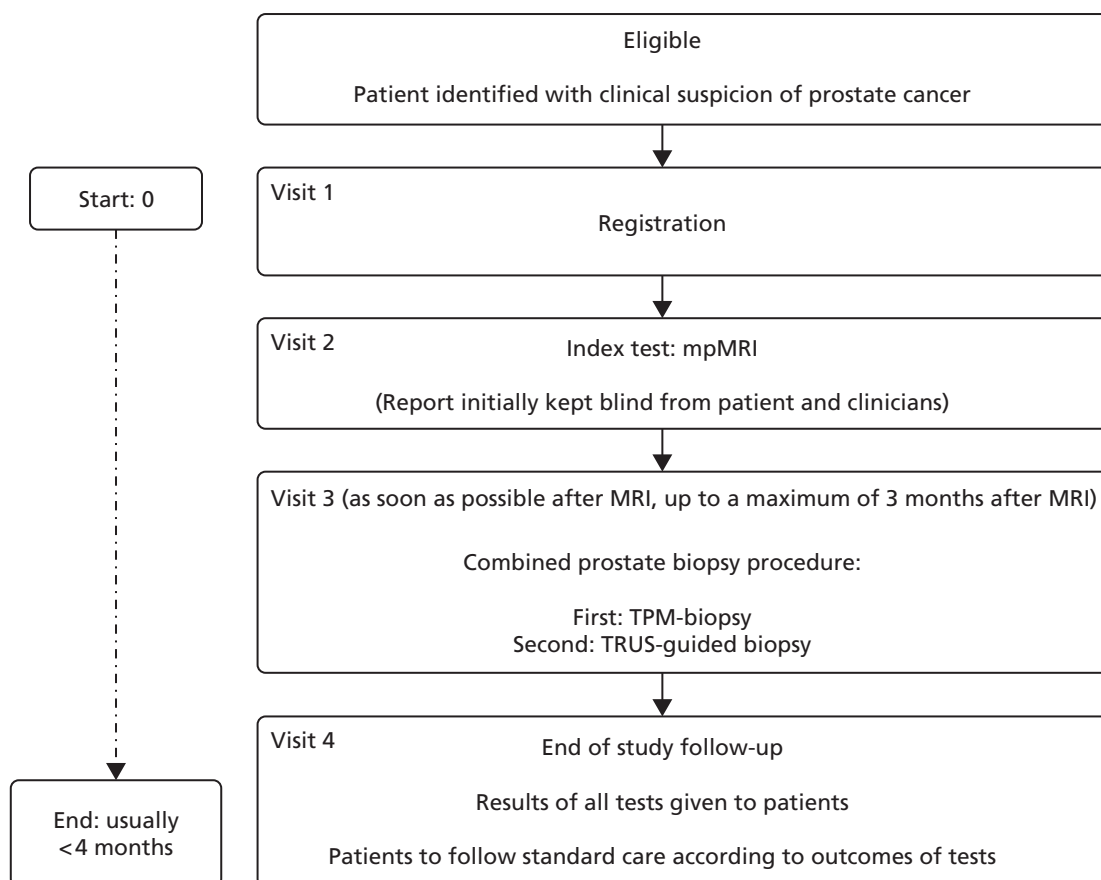 Eligible
Patient identified with clinical suspicion of prostate cancer
Start: 0
Visit 1
Registration
Visit 2
Index test: mpMRI
(Report initially kept blind from patient and clinicians)
Visit 3 (as soon as possible after MRI, up to a maximum of 3 months after MRI)
Combined prostate biopsy procedure:
First: TPM-biopsy
Second: TRUS-guided biopsy
Visit 4
End of study follow-up
Results of all tests given to patients
Patients to follow standard care according to outcomes of tests
End: usually
<4 months